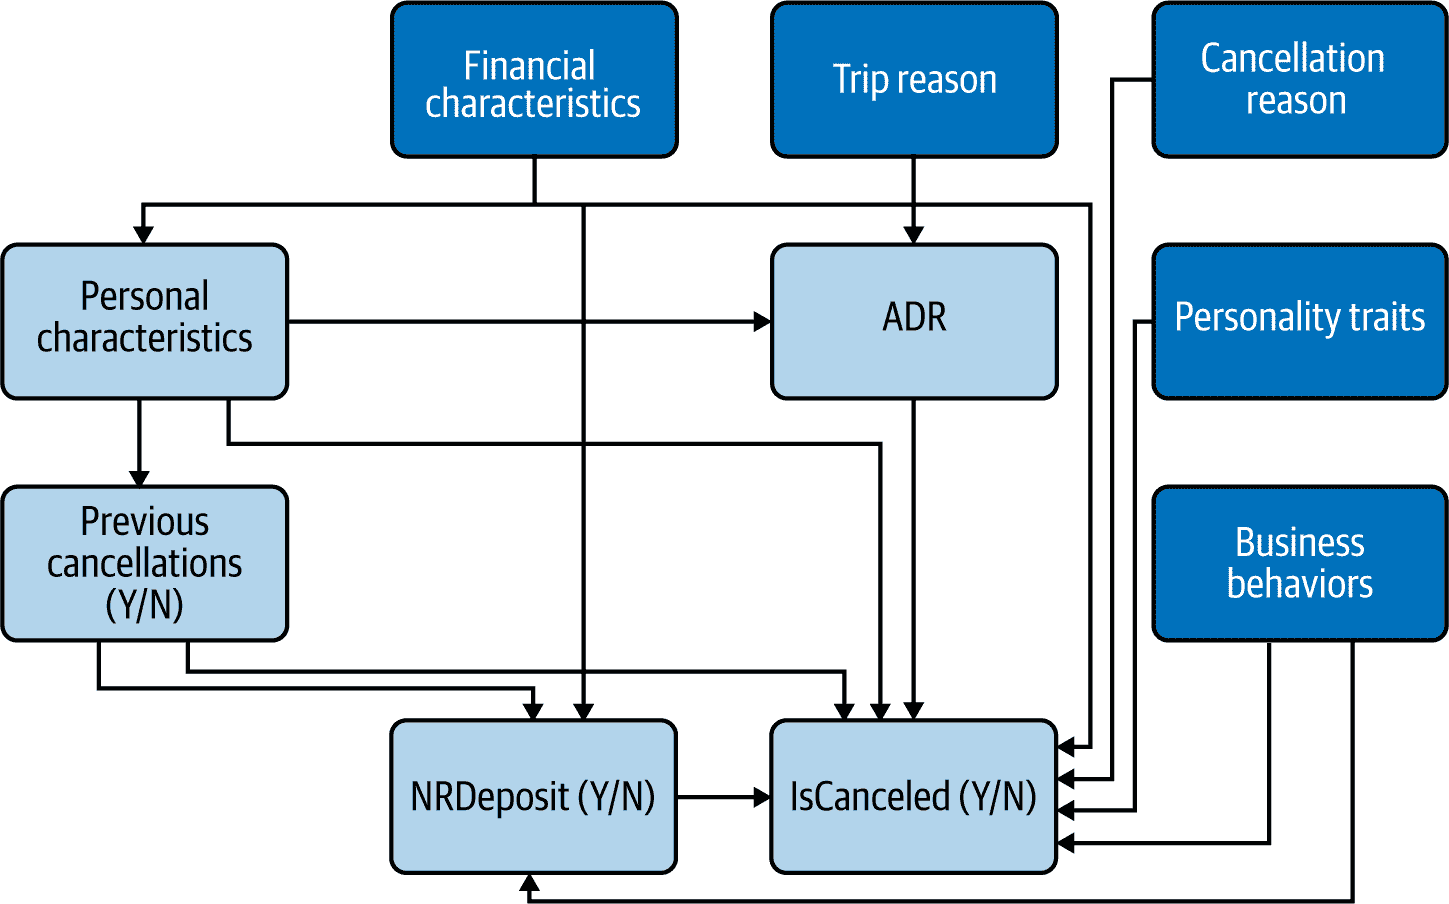 Financial
characteristics
Trip reason
Cancellation
reason
Personal
characteristics
ADR
Personality traits
Previous
cancellations
(Y/N)
Business
behaviors
NRDeposit (Y/N)
IsCanceled (Y/N)